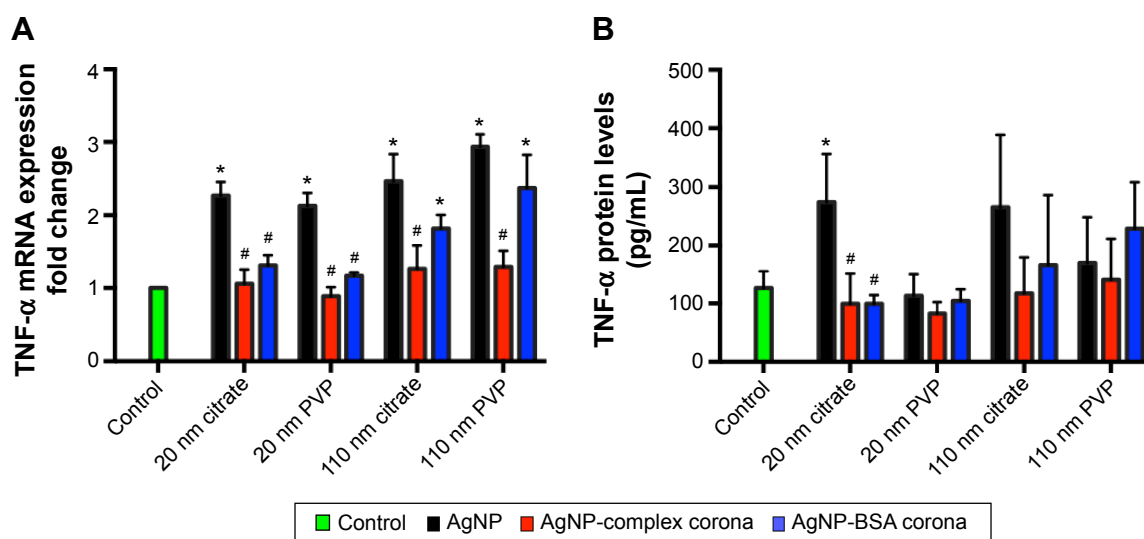 A
TNF-α mRNA expression
fold change
4
3
2
1
0
*
#
#
*
#
#
*
#
*
*
#
*
Control
20 nm citrate
20 nm PVP
110 nm citrate
110 nm PVP
B
TNF-α protein levels
(pg/mL)
500
400
300
200
100
0
*
#
#
Control
20 nm citrate
20 nm PVP
110 nm citrate
110 nm PVP
Control AgNP AgNP-complex corona AgNP-BSA corona